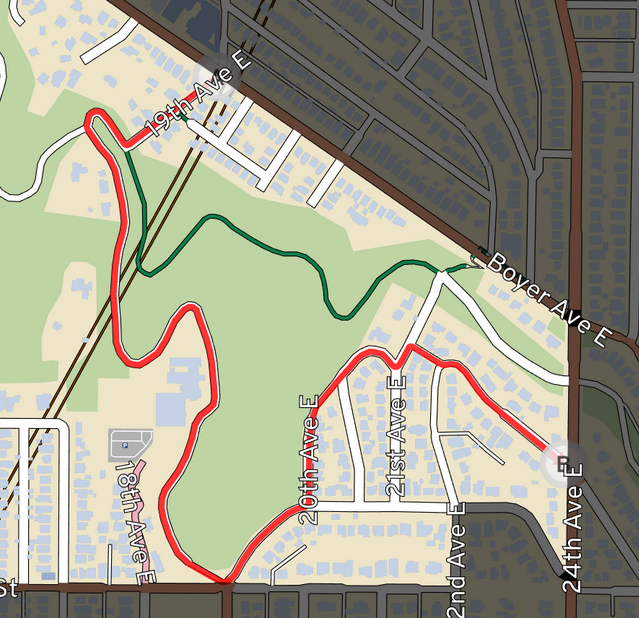 19th Ave E
Boyer Ave E
20th Ave E
21st Ave E
P
24th Ave E
18th Ave E
2nd Ave E
St